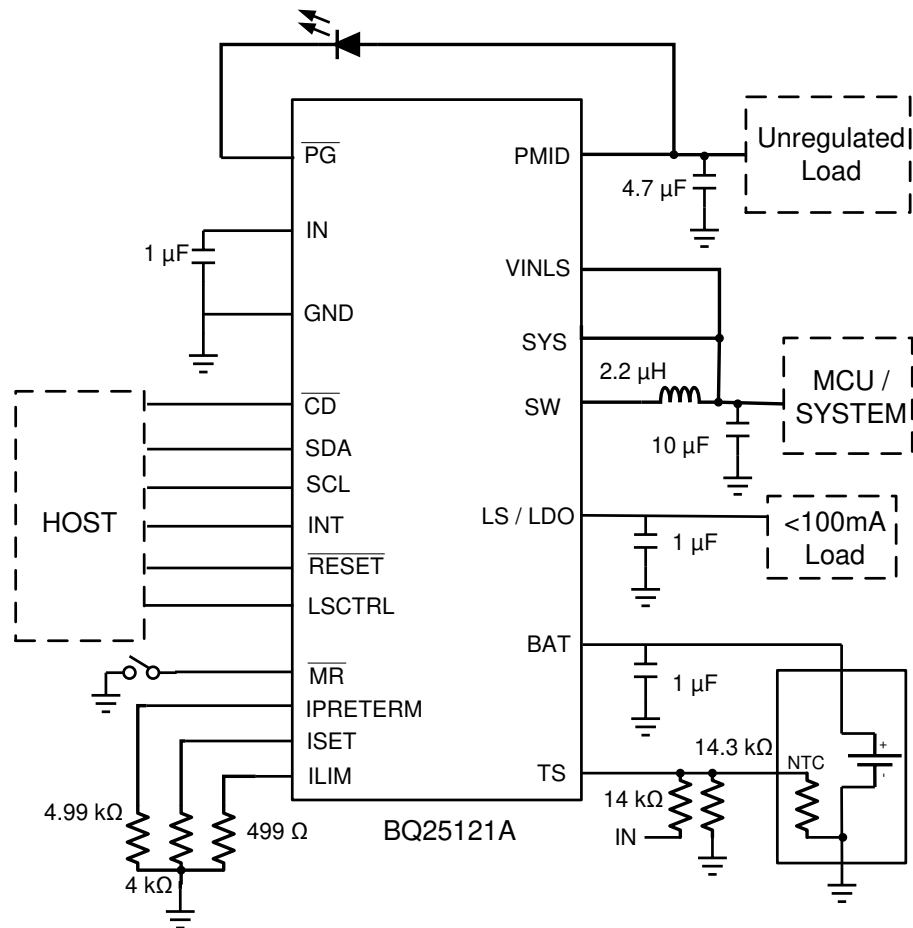 PG
PMID
Unregulated
Load
4.7 µF
IN
1 µF
VINLS
GND
SYS
2.2 µH
MCU /
SYSTEM
CD
SW
SDA
10 µF
SCL
HOST
INT
LS / LDO
<100mA
Load
RESET
1 µF
LSCTRL
BAT
MR
1 µF
IPRETERM
ISET
14.3 kΩ
NTC
+
-
ILIM
TS
4.99 kΩ
499 Ω
14 kΩ
IN
BQ25121A
4 kΩ